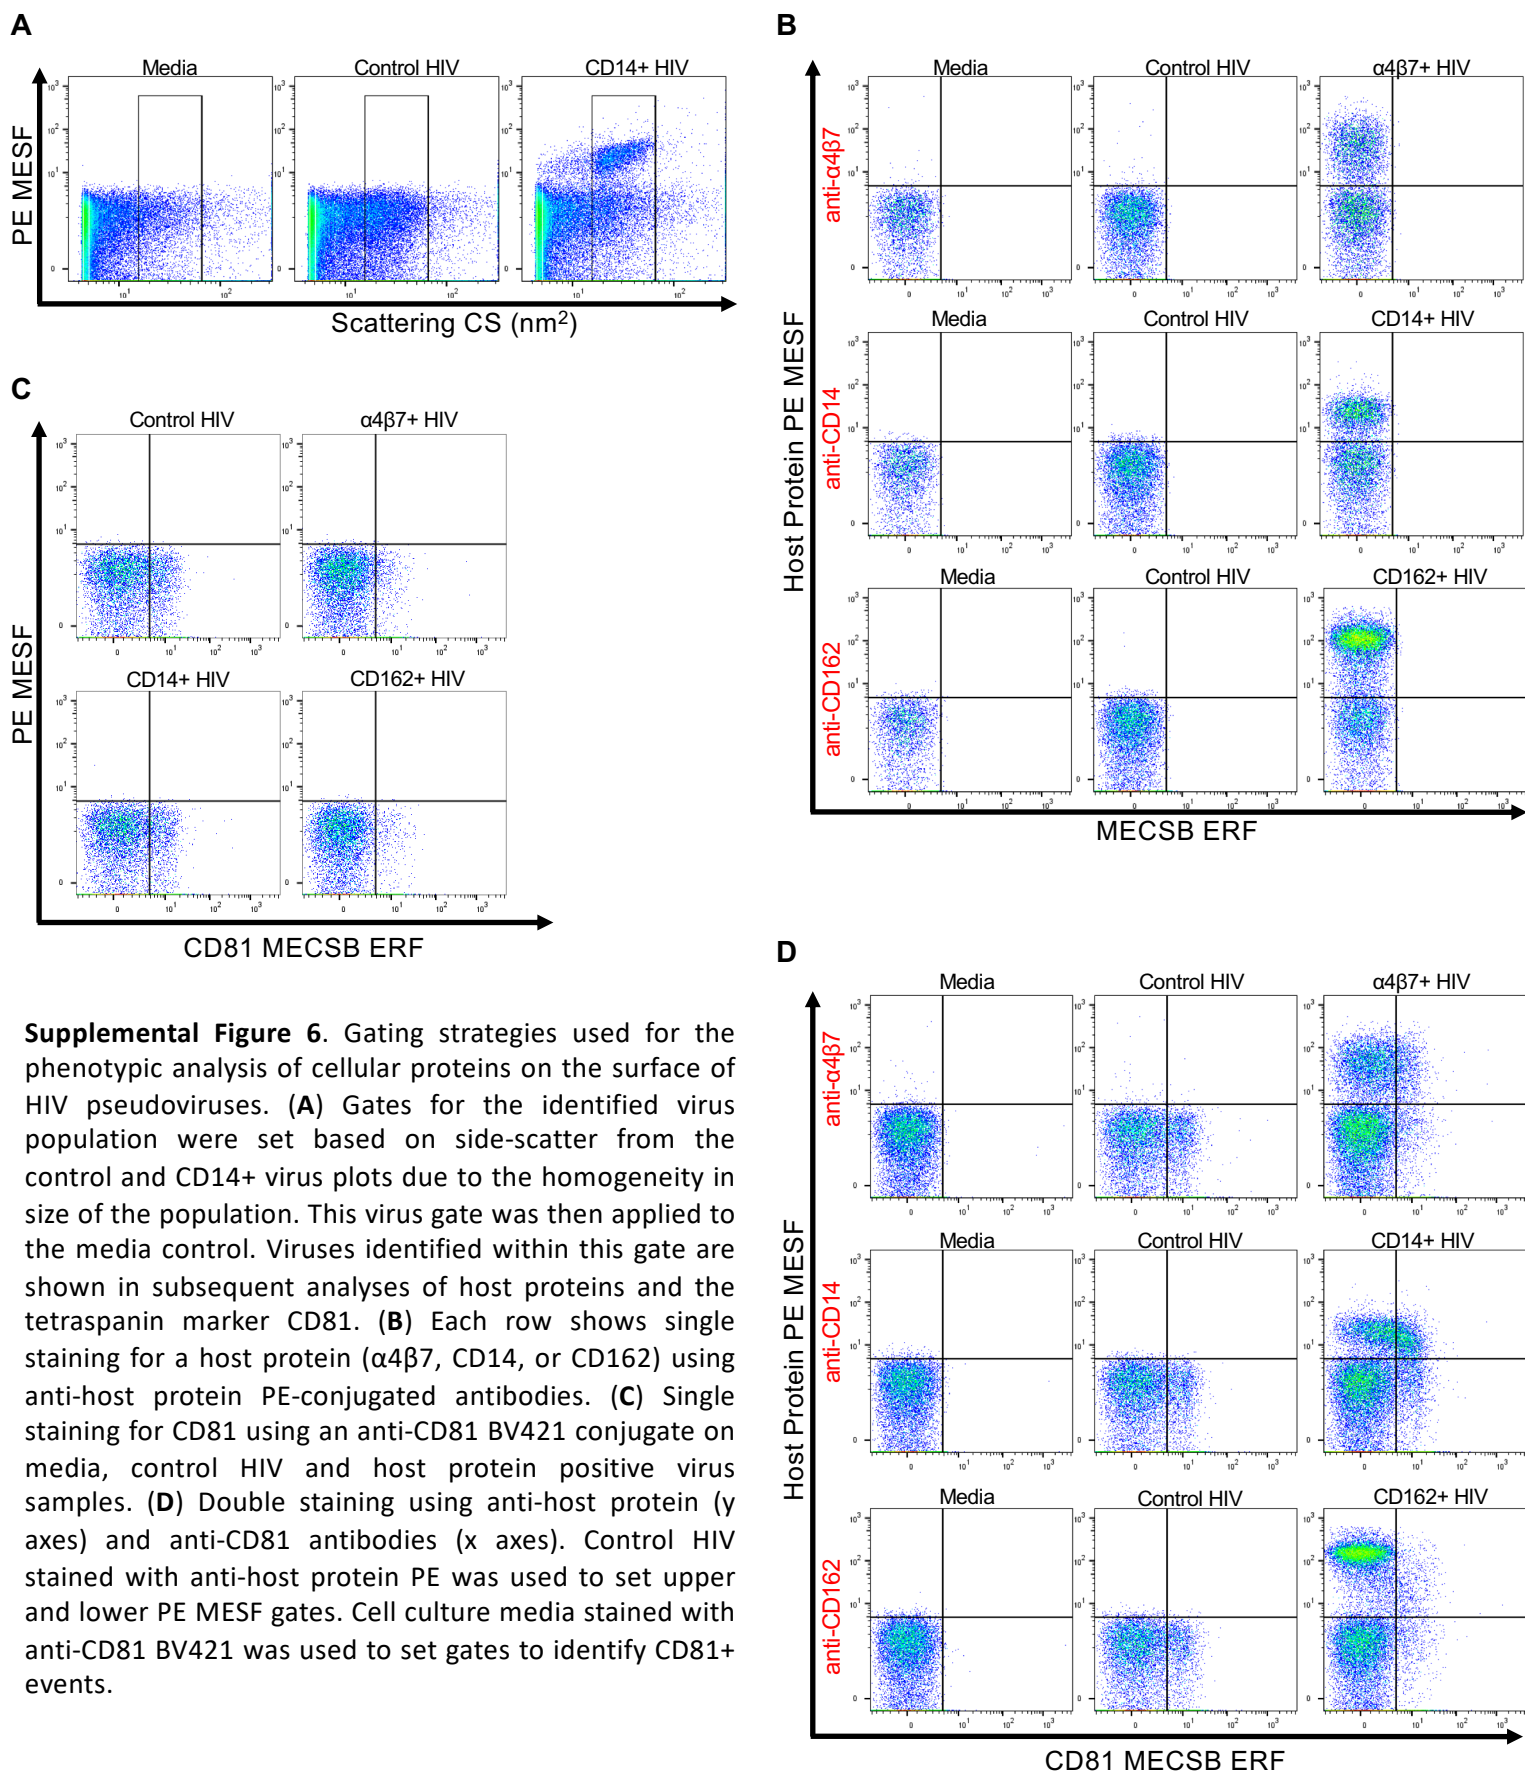 A
Media
Control HIV
CD14+ HIV
PE MESF
Scattering CS (nm²)
B
Media
Control HIV
α4β7+ HIV
anti-α4β7
Media
Control HIV
CD14+ HIV
anti-CD14
Media
Control HIV
CD162+ HIV
anti-CD162
Host Protein PE MESF
MECSB ERF
C
Control HIV
α4β7+ HIV
CD14+ HIV
CD162+ HIV
PE MESF
CD81 MECSB ERF
Supplemental Figure 6. Gating strategies used for the
phenotypic analysis of cellular proteins on the surface of
HIV pseudoviruses. (A) Gates for the identified virus
population were set based on side-scatter from the
control and CD14+ virus plots due to the homogeneity in
size of the population. This virus gate was then applied to
the media control. Viruses identified within this gate are
shown in subsequent analyses of host proteins and the
tetraspanin marker CD81. (B) Each row shows single
staining for a host protein (α4β7, CD14, or CD162) using
anti-host protein PE-conjugated antibodies. (C) Single
staining for CD81 using an anti-CD81 BV421 conjugate on
media, control HIV and host protein positive virus
samples. (D) Double staining using anti-host protein (y
axes) and anti-CD81 antibodies (x axes). Control HIV
stained with anti-host protein PE was used to set upper
and lower PE MESF gates. Cell culture media stained with
anti-CD81 BV421 was used to set gates to identify CD81+
events.
D
Media
Control HIV
α4β7+ HIV
anti-α4β7
Media
Control HIV
CD14+ HIV
anti-CD14
Media
Control HIV
CD162+ HIV
anti-CD162
Host Protein PE MESF
CD81 MECSB ERF